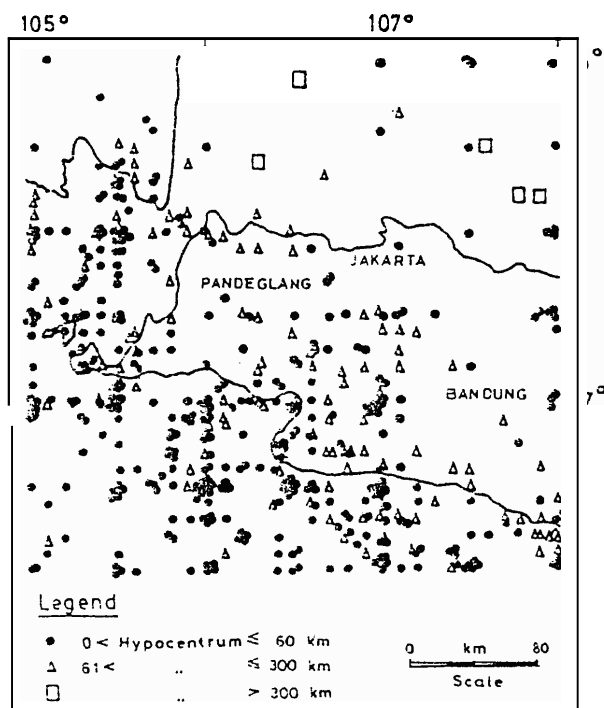 105° 107°
°
JAKARTA
PANDEGLANG
BANDUNG
7°
Legend
● 0 < Hypocentrum ≤ 60 km
△ 61 < ,, ≤ 300 km
□ ,, > 300 km
0 km 80
Scale